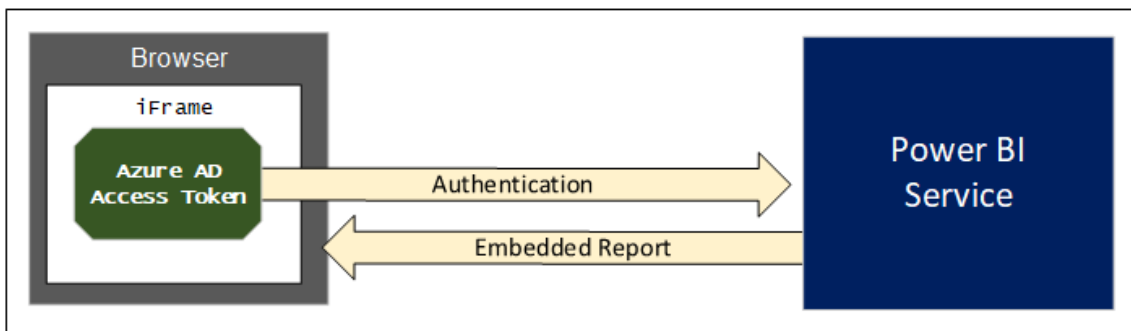 Browser
iFrame
Azure AD
Access Token
Authentication
Embedded Report
Power BI
Service